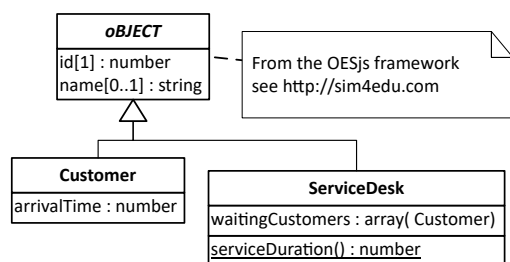 oBJECT
id[1] : number
name[0..1] : string
From the OESjs framework
see http://sim4edu.com
Customer
arrivalTime : number
ServiceDesk
waitingCustomers : array( Customer)
serviceDuration() : number